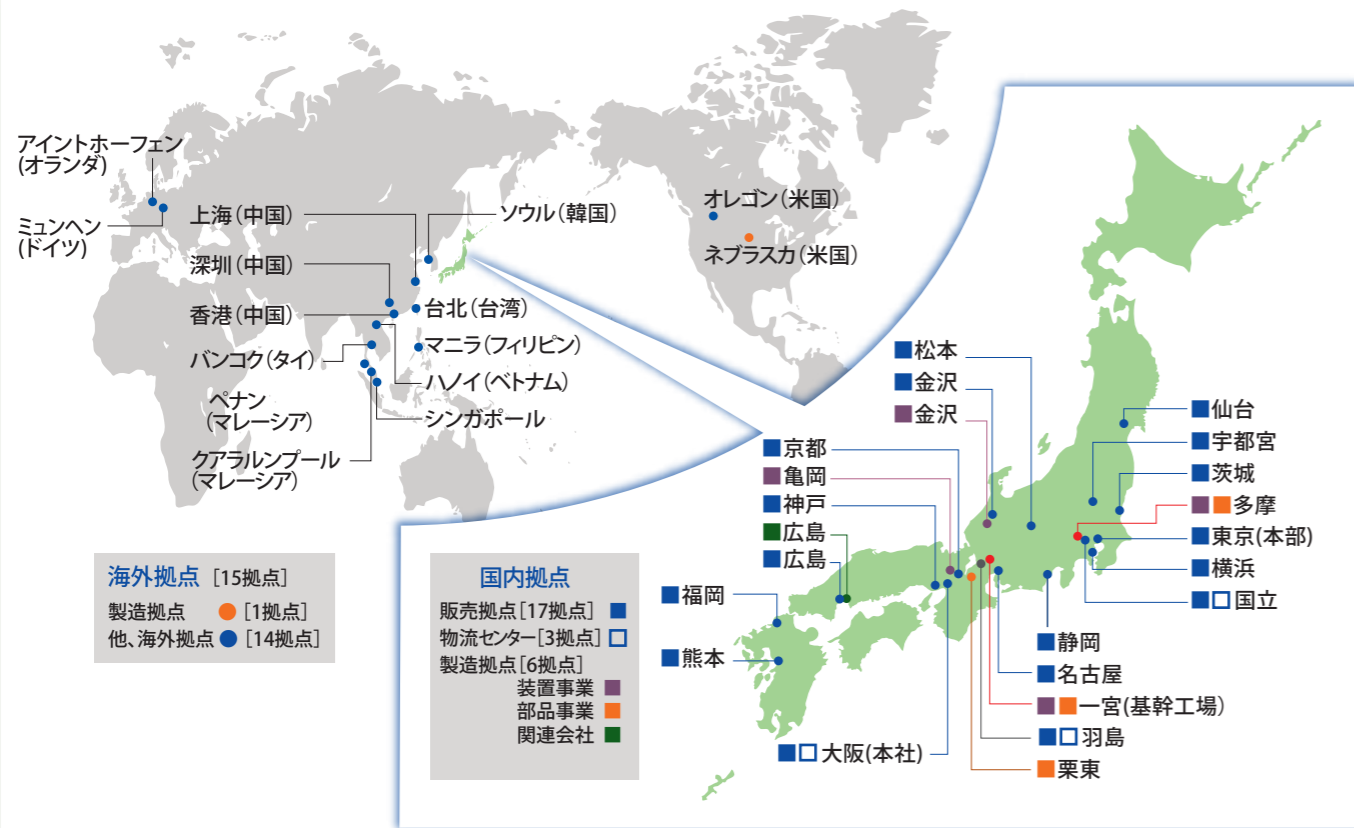 アイントホーフェン
(オランダ)
ミュンヘン
(ドイツ)
上海(中国)
深圳(中国)
香港(中国)
バンコク(タイ)
ペナン
(マレーシア)
クアラルンプール
(マレーシア)
ソウル(韓国)
台北(台湾)
マニラ(フィリピン)
ハノイ(ベトナム)
シンガポール
オレゴン(米国)
ネブラスカ(米国)
海外拠点 [15拠点]
製造拠点 ● [1拠点]
他、海外拠点 ● [14拠点]
国内拠点
販売拠点[17拠点] ■
物流センター[3拠点] □
製造拠点[6拠点]
装置事業 ■
部品事業 ■
関連会社 ■
■松本
■金沢
■金沢
■京都
■亀岡
■神戸
■広島
■広島
■福岡
■熊本
■□大阪(本社)
■仙台
■宇都宮
■茨城
■■多摩
■東京(本部)
■横浜
■□国立
■静岡
■名古屋
■■一宮(基幹工場)
■□羽島
■栗東